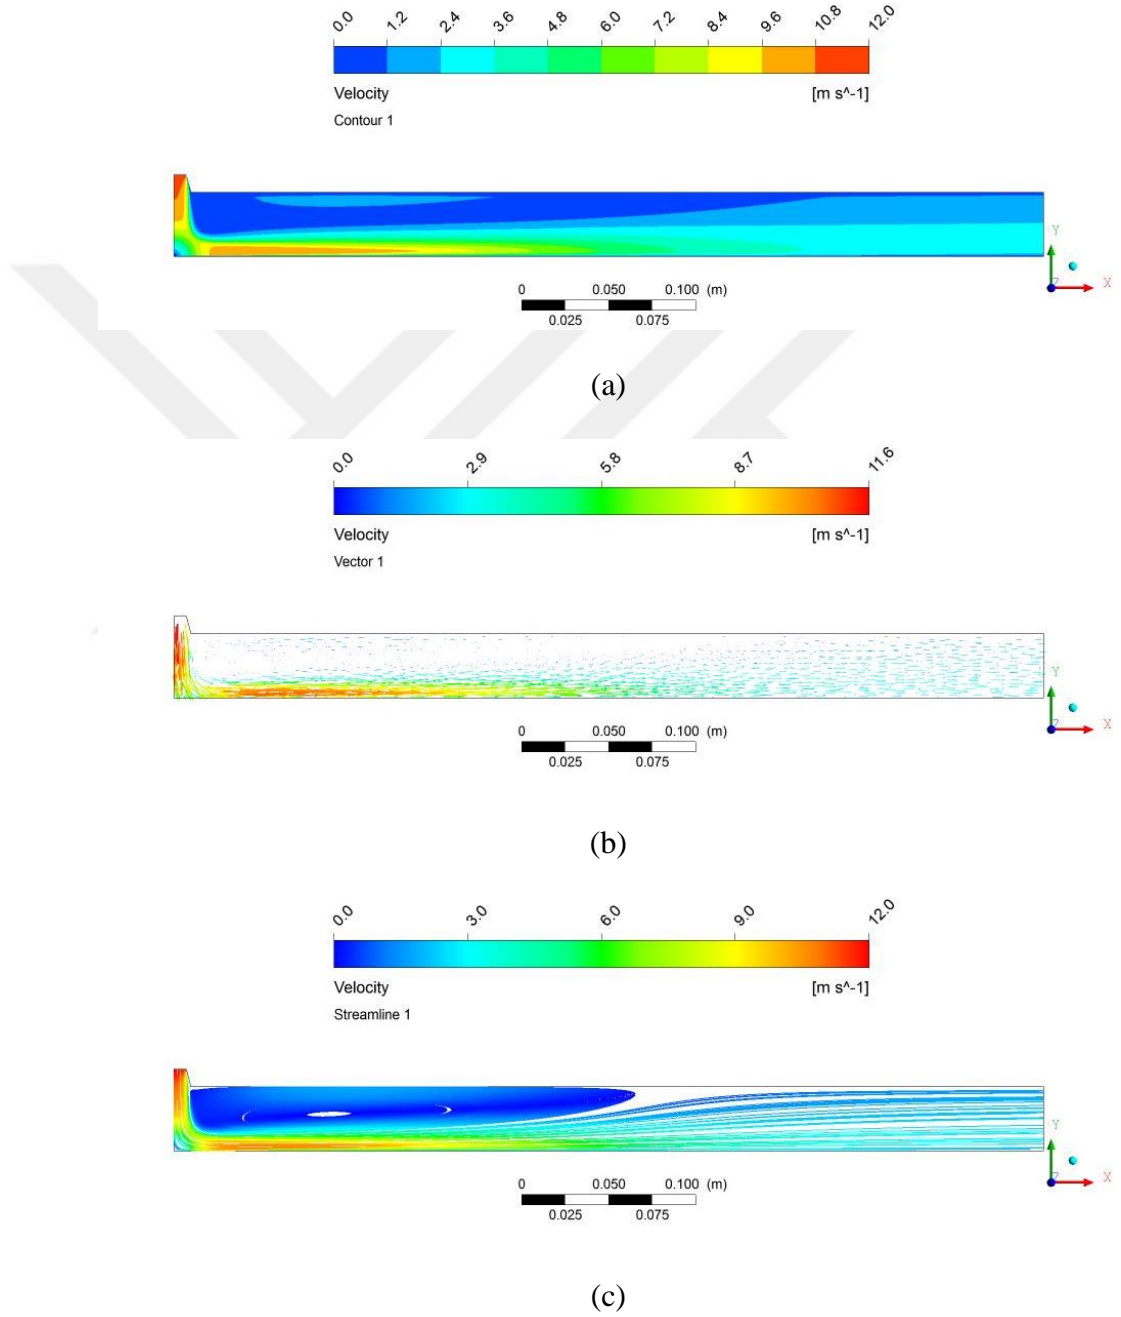 0.0 1.2 2.4 3.6 4.8 6.0 7.2 8.4 9.6 10.8 12.0
Velocity [m s^-1]
Contour 1
Y
Z X
0 0.050 0.100 (m)
0.025 0.075
(a)
0.0 2.9 5.8 8.7 11.6
Velocity [m s^-1]
Vector 1
Y
Z X
0 0.050 0.100 (m)
0.025 0.075
(b)
0.0 3.0 6.0 9.0 12.0
Velocity [m s^-1]
Streamline 1
Y
Z X
0 0.050 0.100 (m)
0.025 0.075
(c)